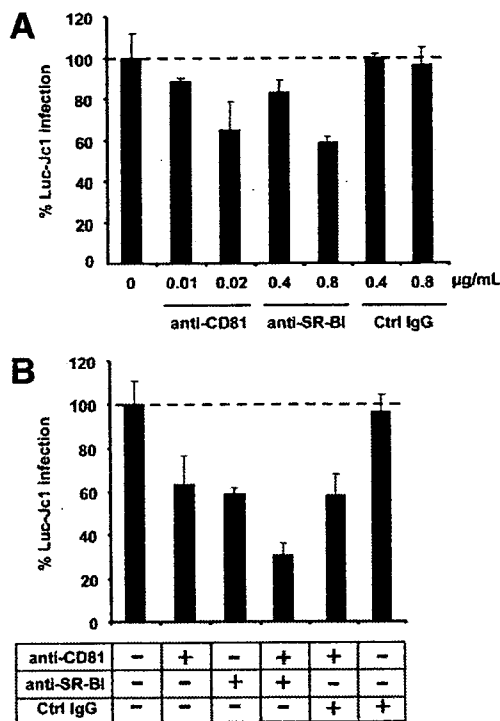 A
% Luc-Jc1 infection
120
100
80
60
40
20
0
0 0.01 0.02 0.4 0.8 0.4 0.8 µg/mL
anti-CD81 anti-SR-BI Ctrl IgG
B
% Luc-Jc1 infection
120
100
80
60
40
20
0
anti-CD81 - + - + + -
anti-SR-BI - - + + - -
Ctrl IgG - - - - + +